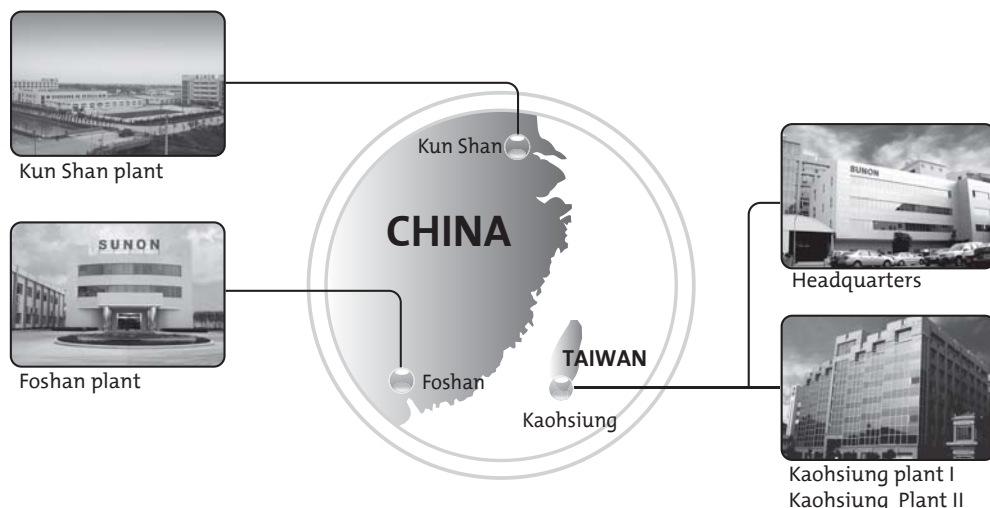 Kun Shan plant
SUNON
Foshan plant
Kun Shan
CHINA
Foshan
TAIWAN
Kaohsiung
SUNON
Headquarters
Kaohsiung plant I
Kaohsiung Plant II